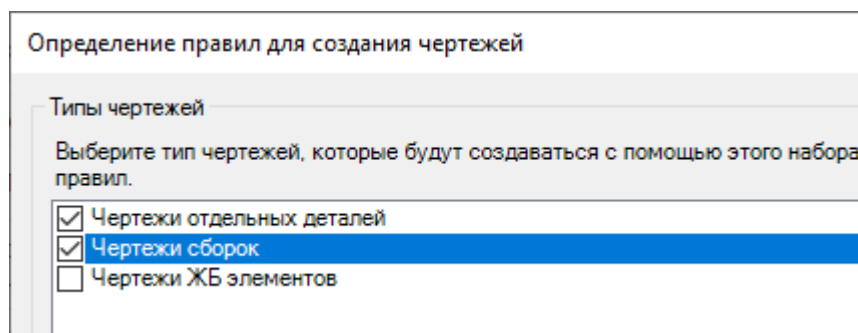 Определение правил для создания чертежей
Типы чертежей
Выберите тип чертежей, которые будут создаваться с помощью этого набора
правил.
Чертежи отдельных деталей
Чертежи сборок
Чертежи ЖБ элементов